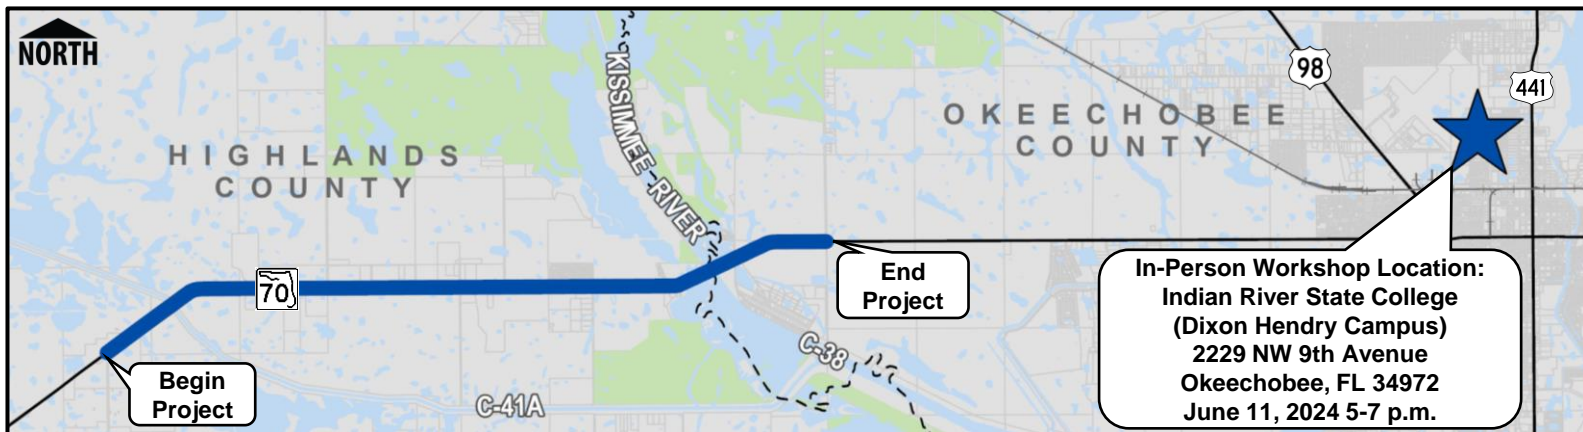 NORTH
HIGHLANDS
COUNTY
KISSIMMEE RIVER
OKEECHOBEE
COUNTY
98
441
70
Begin
Project
End
Project
C-41A
C-38
In-Person Workshop Location:
Indian River State College
(Dixon Hendry Campus)
2229 NW 9th Avenue
Okeechobee, FL 34972
June 11, 2024 5-7 p.m.